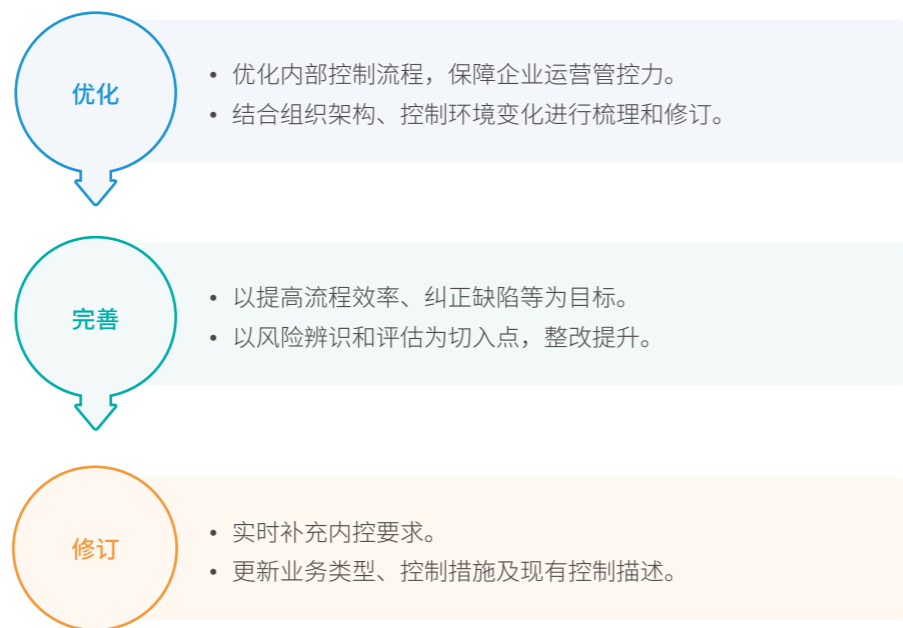 优化
• 优化内部控制流程，保障企业运营管控力。
• 结合组织架构、控制环境变化进行梳理和修订。
完善
• 以提高流程效率、纠正缺陷等为目标。
• 以风险辨识和评估为切入点，整改提升。
修订
• 实时补充内控要求。
• 更新业务类型、控制措施及现有控制描述。